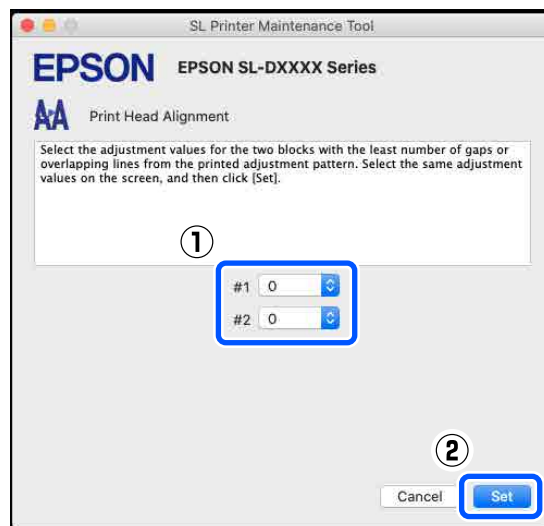 SL Printer Maintenance Tool
EPSON EPSON SL-DXXXX Series
Print Head Alignment
Select the adjustment values for the two blocks with the least number of gaps or
overlapping lines from the printed adjustment pattern. Select the same adjustment
values on the screen, and then click [Set].
①
#1 0
#2 0
②
Cancel Set